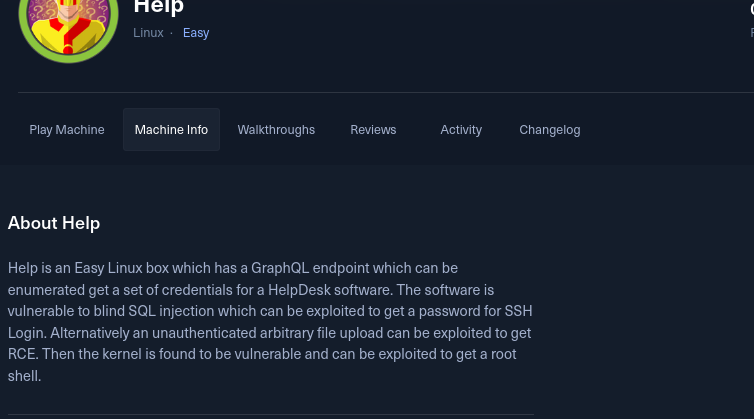 Help
Linux · Easy
Play Machine Machine Info Walkthroughs Reviews Activity Changelog
About Help
Help is an Easy Linux box which has a GraphQL endpoint which can be
enumerated get a set of credentials for a HelpDesk software. The software is
vulnerable to blind SQL injection which can be exploited to get a password for SSH
Login. Alternatively an unauthenticated arbitrary file upload can be exploited to get
RCE. Then the kernel is found to be vulnerable and can be exploited to get a root
shell.